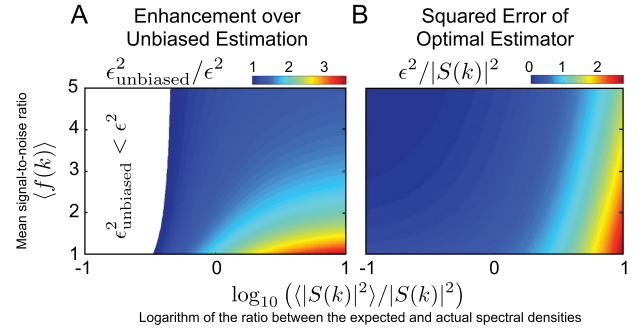 A Enhancement over Unbiased Estimation
ϵ²_unbiased/ϵ² 1 2 3
B Squared Error of Optimal Estimator
ϵ²/|S(k)|² 0 1 2
Mean signal-to-noise ratio
⟨f(k)⟩
5
4
3
2
1
ϵ²_unbiased < ϵ²
-1 0 1
-1 0 1
log₁₀ (⟨|S(k)|²⟩/|S(k)|²)
Logarithm of the ratio between the expected and actual spectral densities